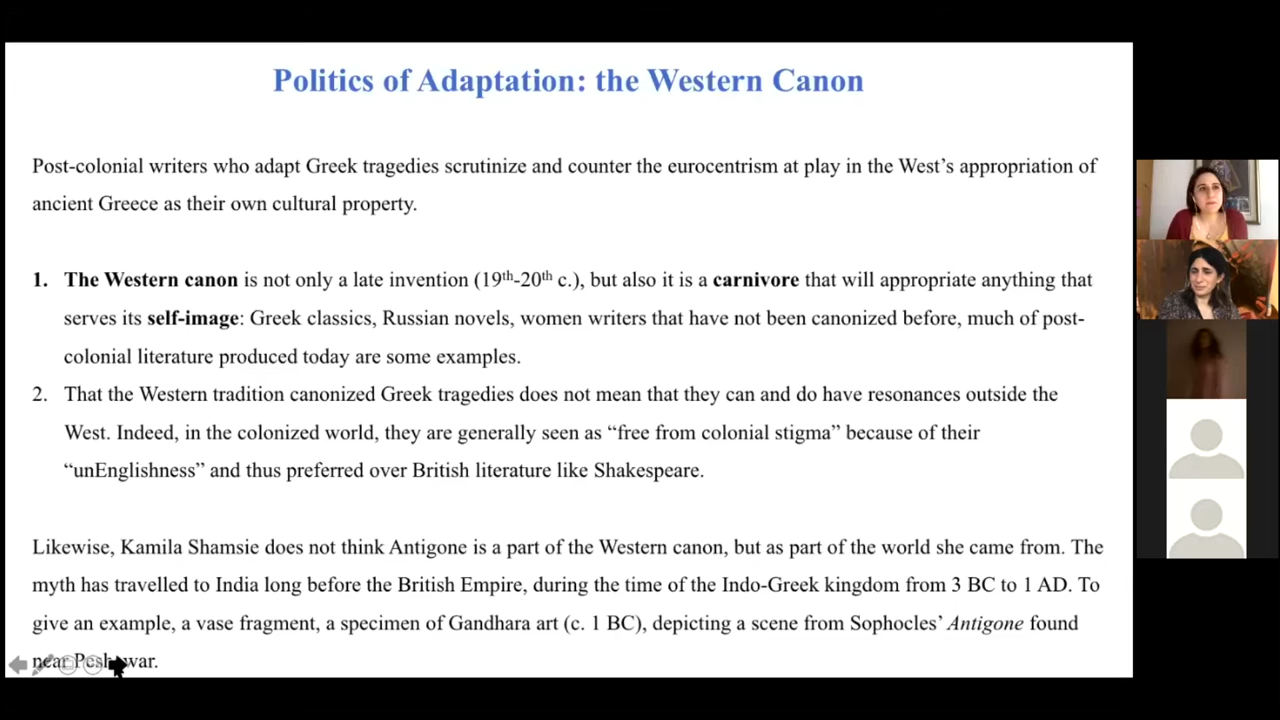 Politics of Adaptation: the Western Canon
Post-colonial writers who adapt Greek tragedies scrutinize and counter the eurocentrism at play in the West’s appropriation of
ancient Greece as their own cultural property.
1. The Western canon is not only a late invention (19th-20th c.), but also it is a carnivore that will appropriate anything that
serves its self-image: Greek classics, Russian novels, women writers that have not been canonized before, much of post-
colonial literature produced today are some examples.
2. That the Western tradition canonized Greek tragedies does not mean that they can and do have resonances outside the
West. Indeed, in the colonized world, they are generally seen as “free from colonial stigma” because of their
“unEnglishness” and thus preferred over British literature like Shakespeare.
Likewise, Kamila Shamsie does not think Antigone is a part of the Western canon, but as part of the world she came from. The
myth has travelled to India long before the British Empire, during the time of the Indo-Greek kingdom from 3 BC to 1 AD. To
give an example, a vase fragment, a specimen of Gandhara art (c. 1 BC), depicting a scene from Sophocles’ Antigone found
near Peshawar.